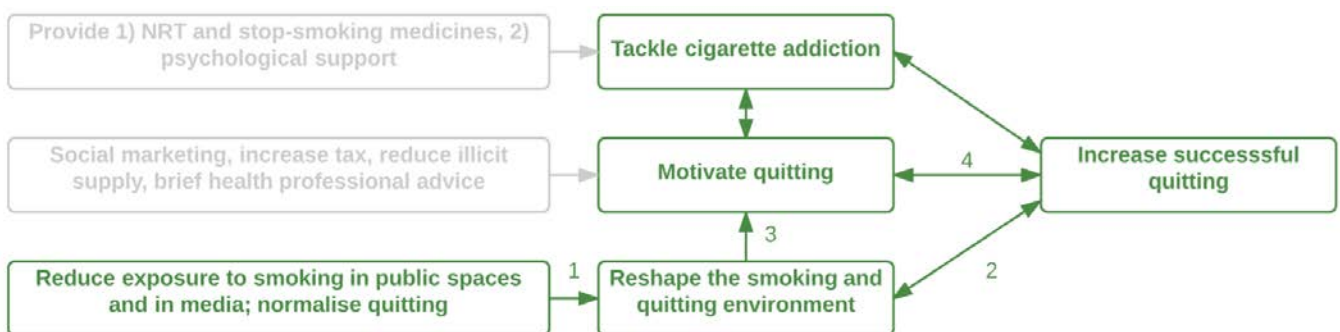 Provide 1) NRT and stop-smoking medicines, 2)
psychological support
Tackle cigarette addiction
Social marketing, increase tax, reduce illicit
supply, brief health professional advice
Motivate quitting
4
Increase successsful
quitting
3
Reduce exposure to smoking in public spaces
and in media; normalise quitting
1
Reshape the smoking and
quitting environment
2